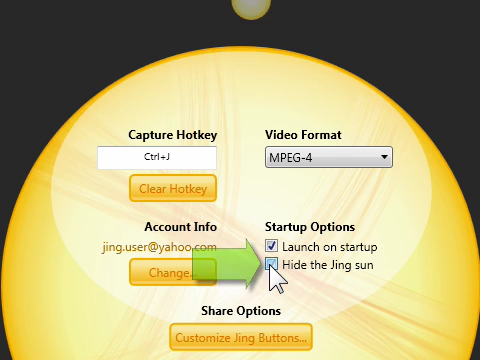 Capture Hotkey
Video Format
Ctrl+J
MPEG-4
Clear Hotkey
Account Info
Startup Options
jing.user@yahoo.com
Launch on startup
Change...
Hide the Jing sun
Share Options
Customize Jing Buttons...